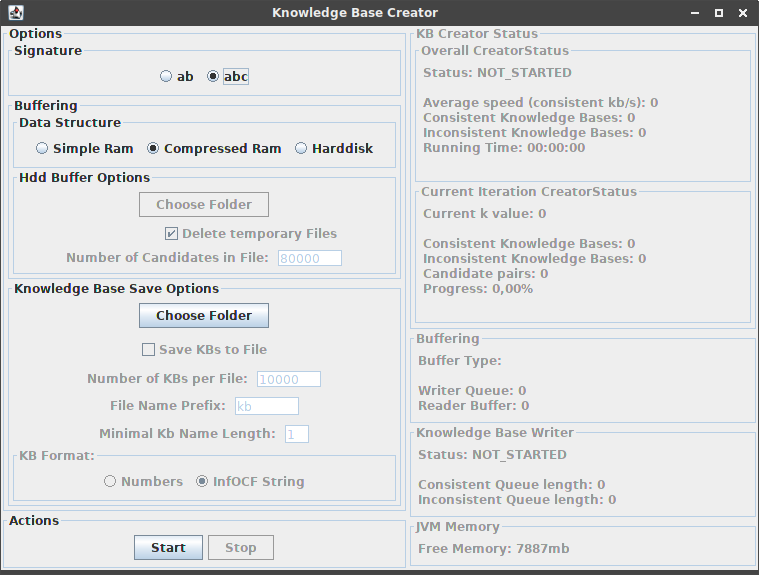 Knowledge Base Creator
Options
Signature
ab abc
Buffering
Data Structure
Simple Ram Compressed Ram Harddisk
Hdd Buffer Options
Choose Folder
Delete temporary Files
Number of Candidates in File: 80000
Knowledge Base Save Options
Choose Folder
Save KBs to File
Number of KBs per File: 10000
File Name Prefix: kb
Minimal Kb Name Length: 1
KB Format:
Numbers InfOCF String
Actions
Start Stop
KB Creator Status
Overall CreatorStatus
Status: NOT_STARTED
Average speed (consistent kb/s): 0
Consistent Knowledge Bases: 0
Inconsistent Knowledge Bases: 0
Running Time: 00:00:00
Current Iteration CreatorStatus
Current k value: 0
Consistent Knowledge Bases: 0
Inconsistent Knowledge Bases: 0
Candidate pairs: 0
Progress: 0,00%
Buffering
Buffer Type:
Writer Queue: 0
Reader Buffer: 0
Knowledge Base Writer
Status: NOT_STARTED
Consistent Queue length: 0
Inconsistent Queue length: 0
JVM Memory
Free Memory: 7887mb